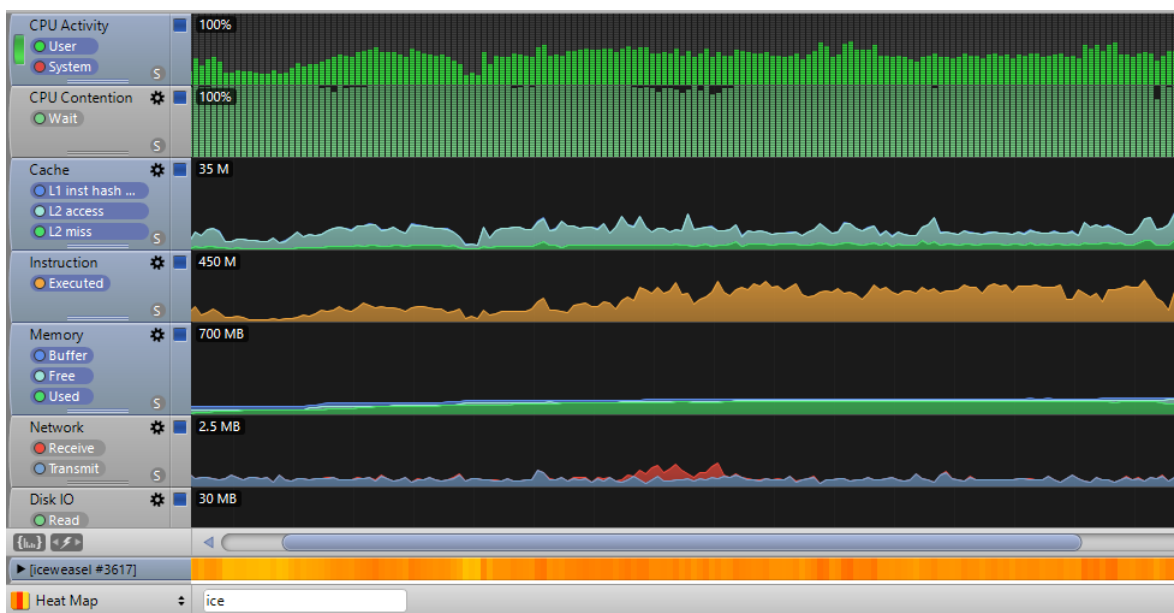 CPU Activity
100%
User
System
S
CPU Contention
100%
Wait
S
Cache
35 M
L1 inst hash ...
L2 access
L2 miss
S
Instruction
450 M
Executed
S
Memory
700 MB
Buffer
Free
Used
S
Network
2.5 MB
Receive
Transmit
S
Disk IO
30 MB
Read
[iceweasel #3617]
Heat Map
ice